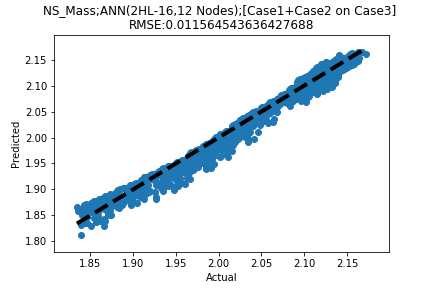 NS_Mass;ANN(2HL-16,12 Nodes);[Case1+Case2 on Case3]
RMSE:0.011564543636427688
2.15
2.10
2.05
2.00
1.95
1.90
1.85
1.80
Predicted
1.85 1.90 1.95 2.00 2.05 2.10 2.15
Actual